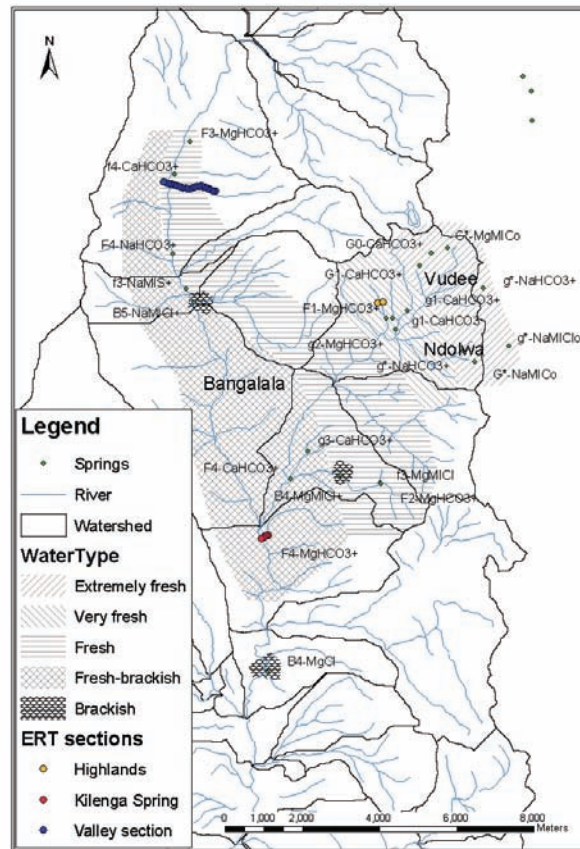 N
F3-MgHCO3+
f4-CaHCO3+
G0-CaHCO3+
G*-MgMICo
F4-NaHCO3+
G1-CaHCO3+
Vudee
g*-NaHCO3+
f3-NaMIS+
F1-MgHCO3+
g1-CaHCO3+
B5-NaMICl+
g1-CaHCO3
g2-MgHCO3+
Ndolwa
g*-NaMIClo
g*-NaHCO3+
Bangalala
G*-NaMICo
g3-CaHCO3+
F4-CaHCO3+
f3-MgMICl
B4-MgMICl+
F2-MgHCO3+
F4-MgHCO3+
B4-MgCl
Legend
Springs
River
Watershed
WaterType
Extremely fresh
Very fresh
Fresh
Fresh-brackish
Brackish
ERT sections
Highlands
Kilenga Spring
Valley section
0 1,000 2,000 4,000 6,000 8,000
Meters